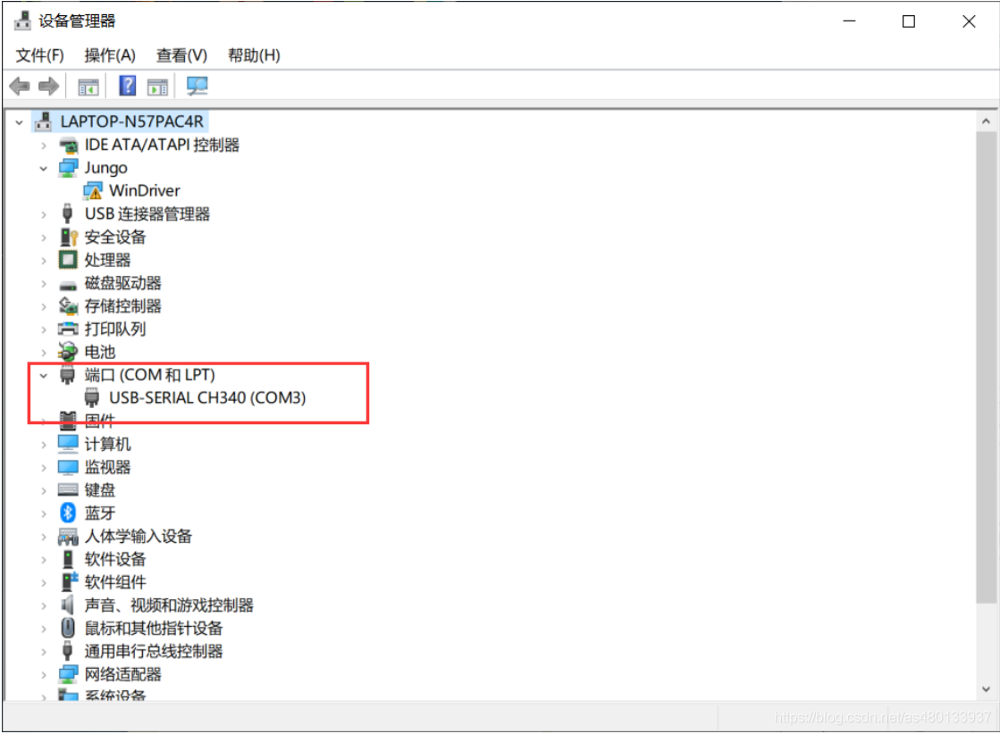 设备管理器
文件(F) 操作(A) 查看(V) 帮助(H)
LAPTOP-N57PAC4R
IDE ATA/ATAPI 控制器
Jungo
WinDriver
USB 连接器管理器
安全设备
处理器
磁盘驱动器
存储控制器
打印队列
电池
端口 (COM 和 LPT)
USB-SERIAL CH340 (COM3)
固件
计算机
监视器
键盘
蓝牙
人体学输入设备
软件设备
软件组件
声音、视频和游戏控制器
鼠标和其他指针设备
通用串行总线控制器
网络适配器
系统设备
https://blog.csdn.net/as480133937